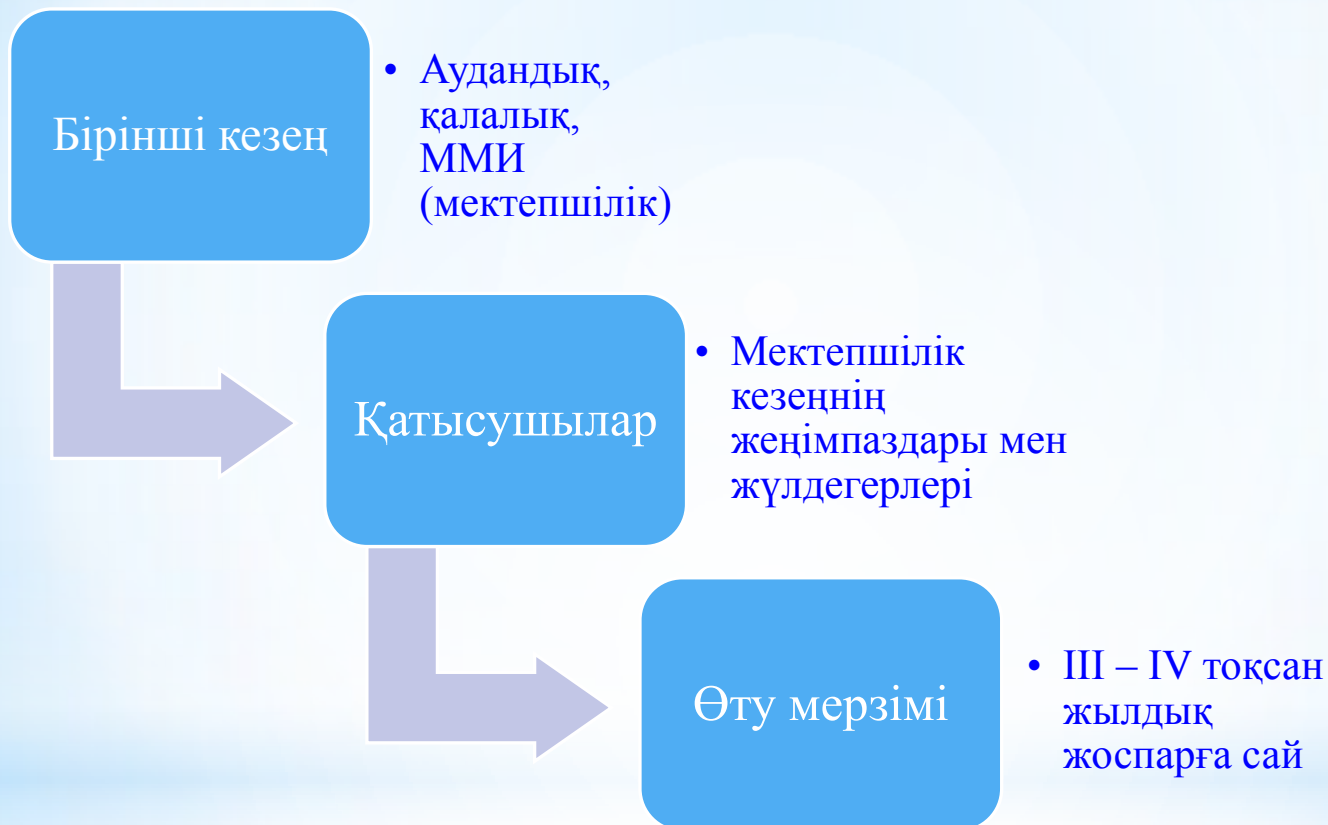 Бірінші кезең
• Аудандық,
қалалық,
ММИ
(мектепшілік)
Қатысушылар
• Мектепшілік
кезеңнің
жеңімпаздары мен
жүлдегерлері
Өту мерзімі
• III – IV тоқсан
жылдық
жоспарға сай